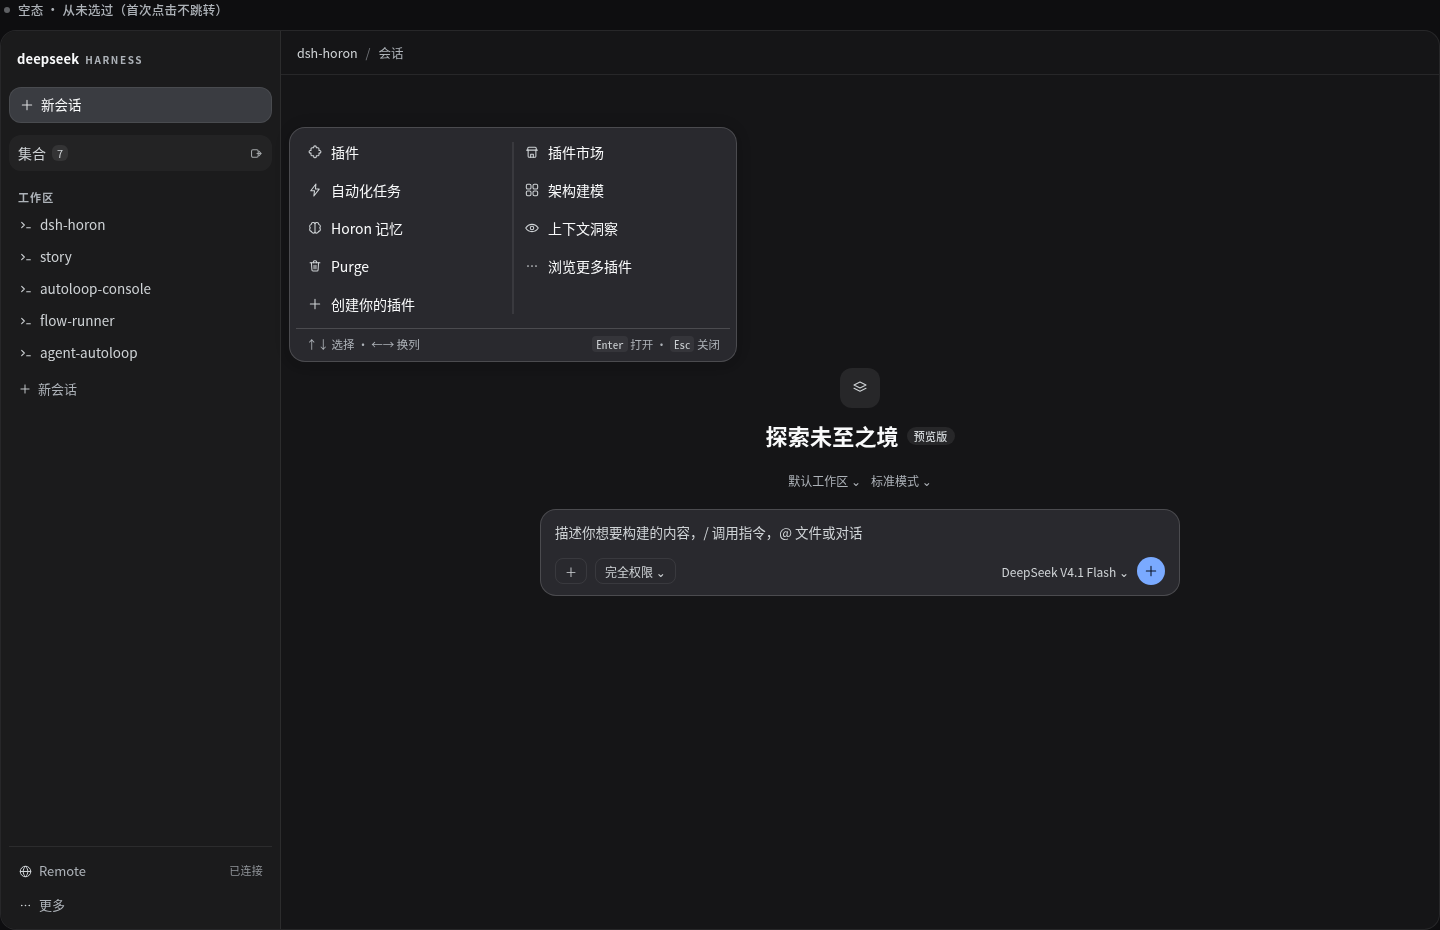 空态 · 从未选过（首次点击不跳转）
deepseek HARNESS
新会话
集合 7
工作区
dsh-horon
story
autoloop-console
flow-runner
agent-autoloop
新会话
Remote 已连接
更多
dsh-horon / 会话
插件
自动化任务
Horon 记忆
Purge
创建你的插件
插件市场
架构建模
上下文洞察
浏览更多插件
↑↓ 选择 · ←→ 换列
Enter 打开 · Esc 关闭
探索未至之境 预览版
默认工作区 标准模式
描述你想要构建的内容，/ 调用指令，@ 文件或对话
完全权限
DeepSeek V4.1 Flash